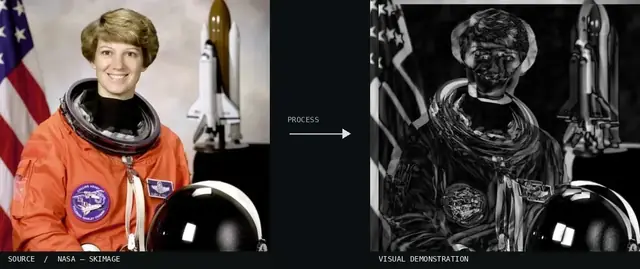 PROCESS
SOURCE / NASA — SKIMAGE
VISUAL DEMONSTRATION